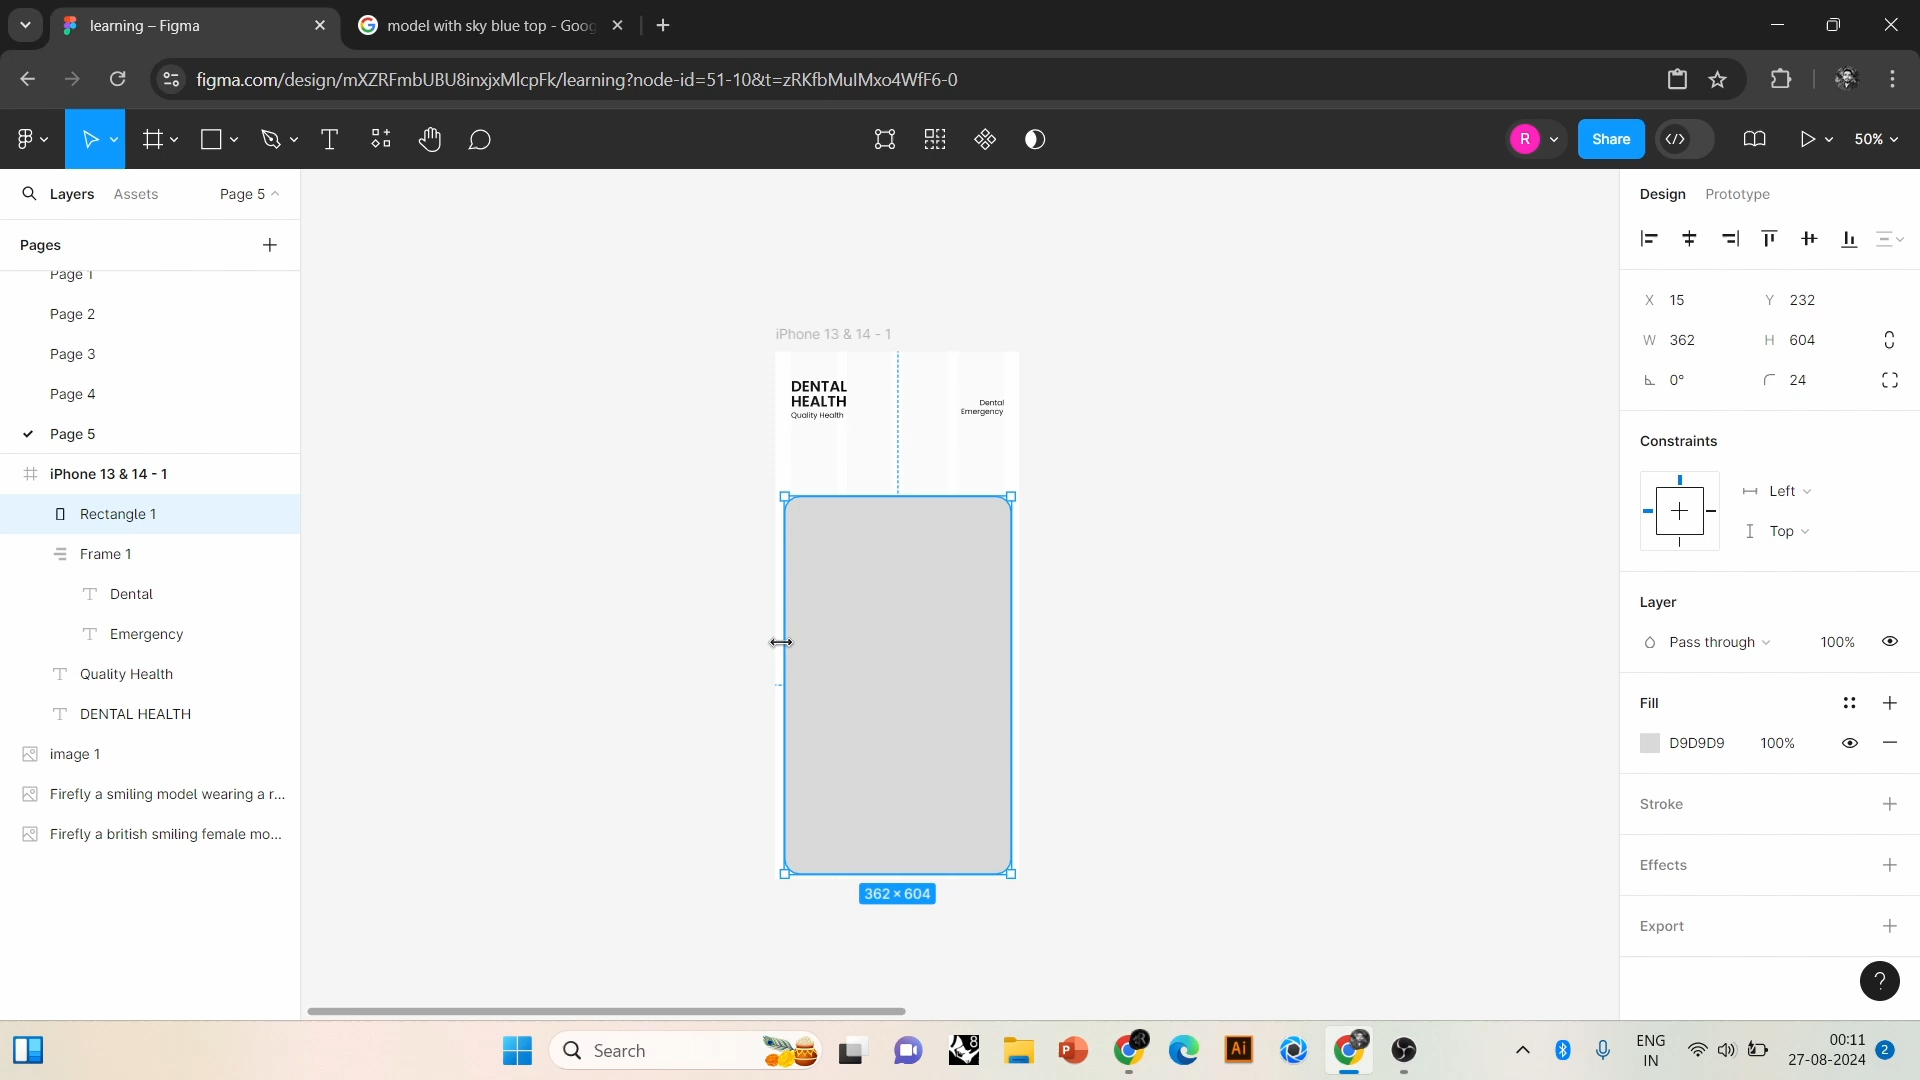 learning – Figma
model with sky blue top - Goog
figma.com/design/mXZRFmbUBU8inxjxMlcpFk/learning?node-id=51-10&t=zRKfbMulMxo4WfF6-0
R
Share
50%
Layers
Assets
Page 5
Pages
Page 1
Page 2
Page 3
Page 4
Page 5
iPhone 13 & 14 - 1
Rectangle 1
Frame 1
Dental
Emergency
Quality Health
DENTAL HEALTH
image 1
Firefly a smiling model wearing a r...
Firefly a british smiling female mo...
iPhone 13 & 14 - 1
DENTAL
HEALTH
Quality Health
Dental
Emergency
362 × 604
Design
Prototype
X 15
Y 232
W 362
H 604
0°
24
Constraints
Left
Top
Layer
Pass through
100%
Fill
D9D9D9
100%
Stroke
Effects
Export
?
Search
8
Ai
ENG
IN
00:11
27-08-2024
2